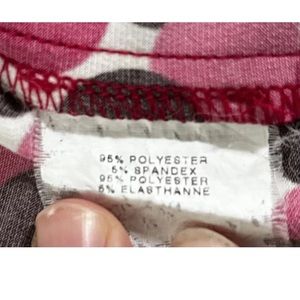 95% POLYESTER
5% SPANDEX
95% POLYESTER
5% ELASTHANNE